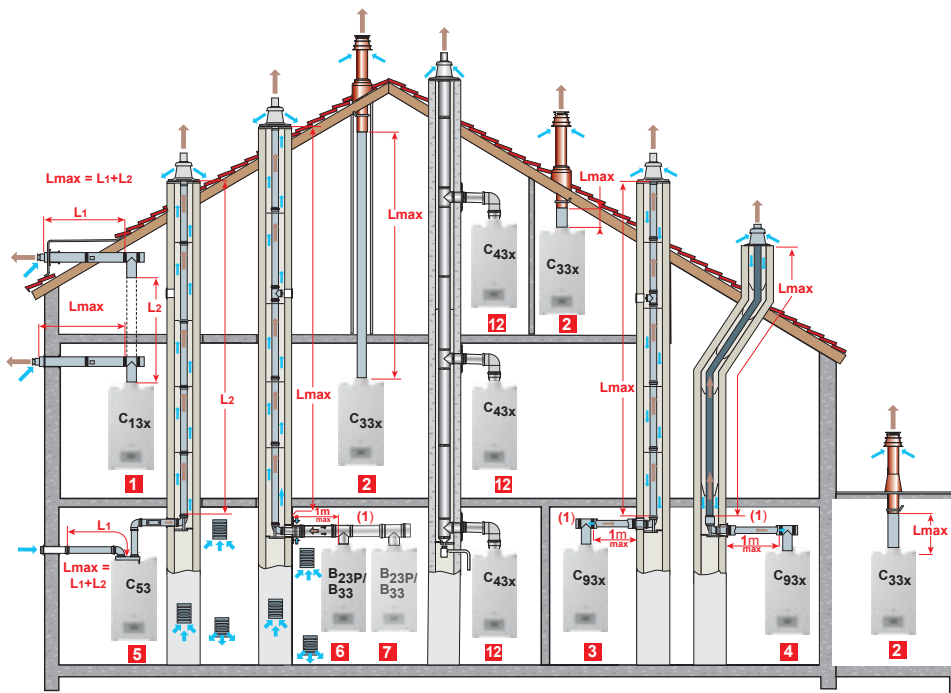 Lmax = L1+L2
L1
L2
Lmax
C13x
1
L2
Lmax
Lmax
C33x
2
C43x
12
Lmax
C33x
2
C43x
12
Lmax
Lmax
L1
Lmax =
L1+L2
C53
5
1m
max
(1)
B23P/
B33
6
B23P/
B33
7
C43x
12
(1)
1m
max
C93x
3
(1)
1m
max
C93x
4
Lmax
C33x
2